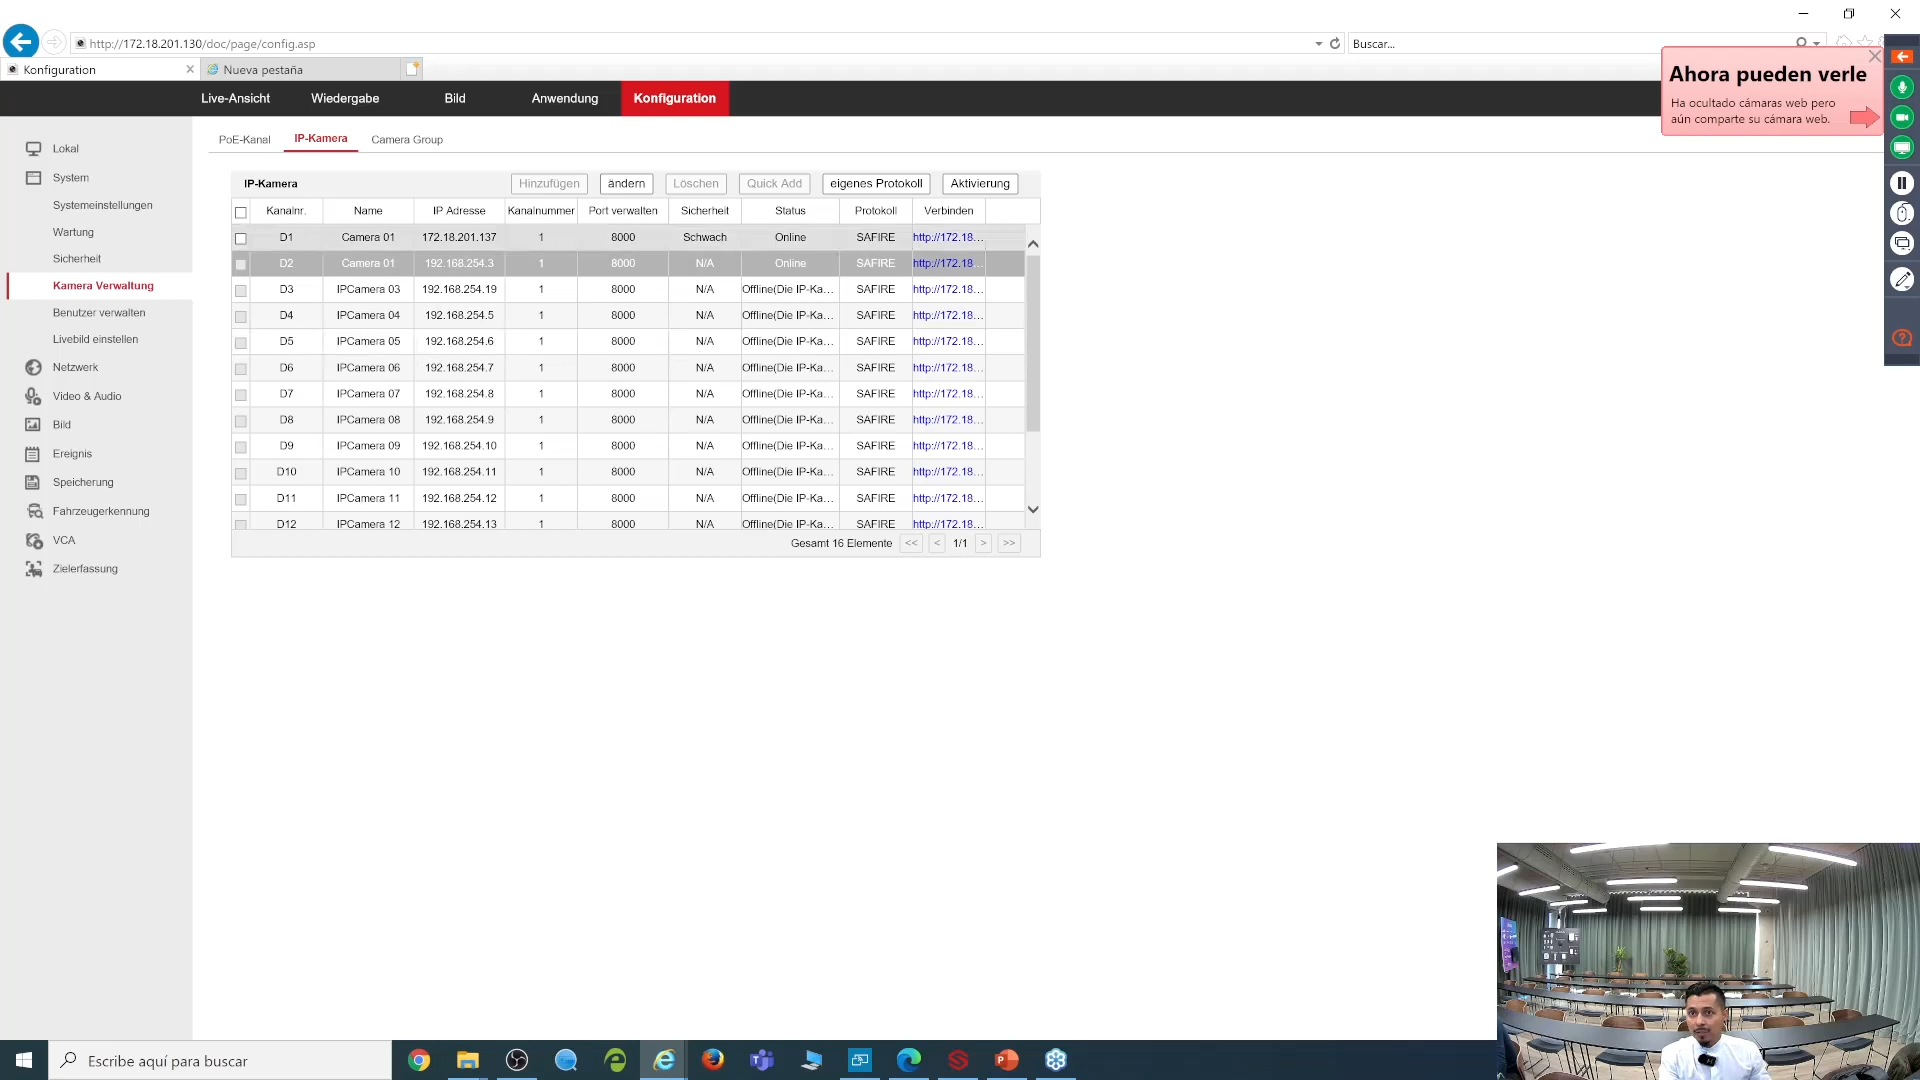 http://172.18.201.130/doc/page/config.asp
Buscar...
Konfiguration
Nueva pestaña
Ahora pueden verle
Ha ocultado cámaras web pero
aún comparte su cámara web.
Live-Ansicht Wiedergabe Bild Anwendung Konfiguration
PoE-Kanal IP-Kamera Camera Group
Lokal
System
Systemeinstellungen
Wartung
Sicherheit
Kamera Verwaltung
Benutzer verwalten
Livebild einstellen
Netzwerk
Video & Audio
Bild
Ereignis
Speicherung
Fahrzeugerkennung
VCA
Zielerfassung
IP-Kamera Hinzufügen ändern Löschen Quick Add eigenes Protokoll Aktivierung
Kanalnr. Name IP Adresse Kanalnummer Port verwalten Sicherheit Status Protokoll Verbinden
D1 Camera 01 172.18.201.137 1 8000 Schwach Online SAFIRE http://172.18...
D2 Camera 01 192.168.254.3 1 8000 N/A Online SAFIRE http://172.18...
D3 IPCamera 03 192.168.254.19 1 8000 N/A Offline(Die IP-Ka... SAFIRE http://172.18...
D4 IPCamera 04 192.168.254.5 1 8000 N/A Offline(Die IP-Ka... SAFIRE http://172.18...
D5 IPCamera 05 192.168.254.6 1 8000 N/A Offline(Die IP-Ka... SAFIRE http://172.18...
D6 IPCamera 06 192.168.254.7 1 8000 N/A Offline(Die IP-Ka... SAFIRE http://172.18...
D7 IPCamera 07 192.168.254.8 1 8000 N/A Offline(Die IP-Ka... SAFIRE http://172.18...
D8 IPCamera 08 192.168.254.9 1 8000 N/A Offline(Die IP-Ka... SAFIRE http://172.18...
D9 IPCamera 09 192.168.254.10 1 8000 N/A Offline(Die IP-Ka... SAFIRE http://172.18...
D10 IPCamera 10 192.168.254.11 1 8000 N/A Offline(Die IP-Ka... SAFIRE http://172.18...
D11 IPCamera 11 192.168.254.12 1 8000 N/A Offline(Die IP-Ka... SAFIRE http://172.18...
D12 IPCamera 12 192.168.254.13 1 8000 N/A Offline(Die IP-Ka... SAFIRE http://172.18...
Gesamt 16 Elemente << < 1/1 > >>
Escribe aquí para buscar